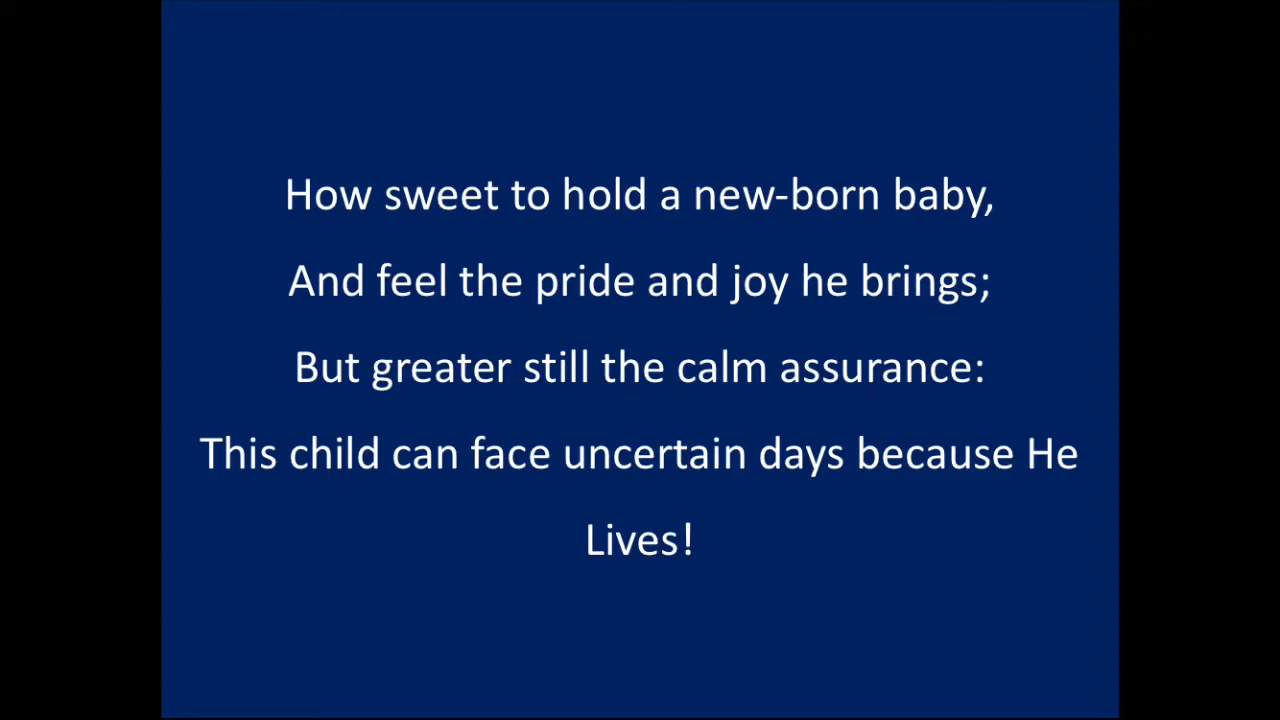 How sweet to hold a new-born baby,
And feel the pride and joy he brings;
But greater still the calm assurance:
This child can face uncertain days because He
Lives!